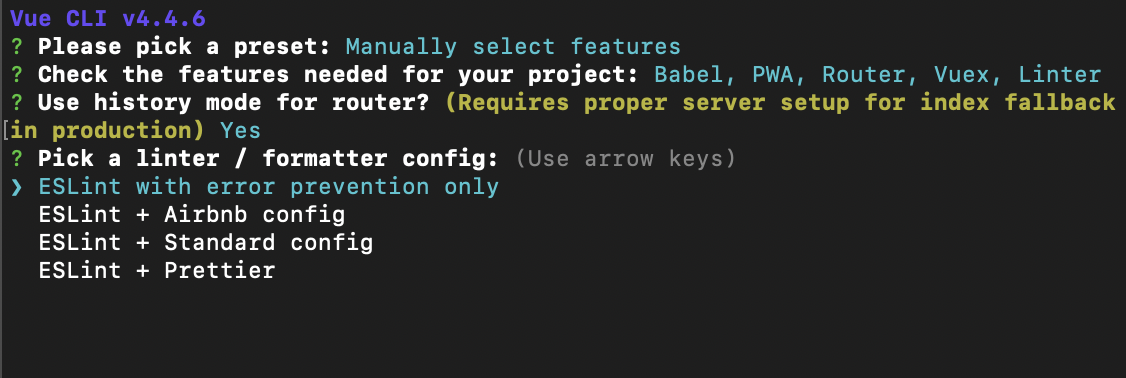 Vue CLI v4.4.6
? Please pick a preset: Manually select features
? Check the features needed for your project: Babel, PWA, Router, Vuex, Linter
? Use history mode for router? (Requires proper server setup for index fallback
in production) Yes
? Pick a linter / formatter config: (Use arrow keys)
❯ ESLint with error prevention only
ESLint + Airbnb config
ESLint + Standard config
ESLint + Prettier